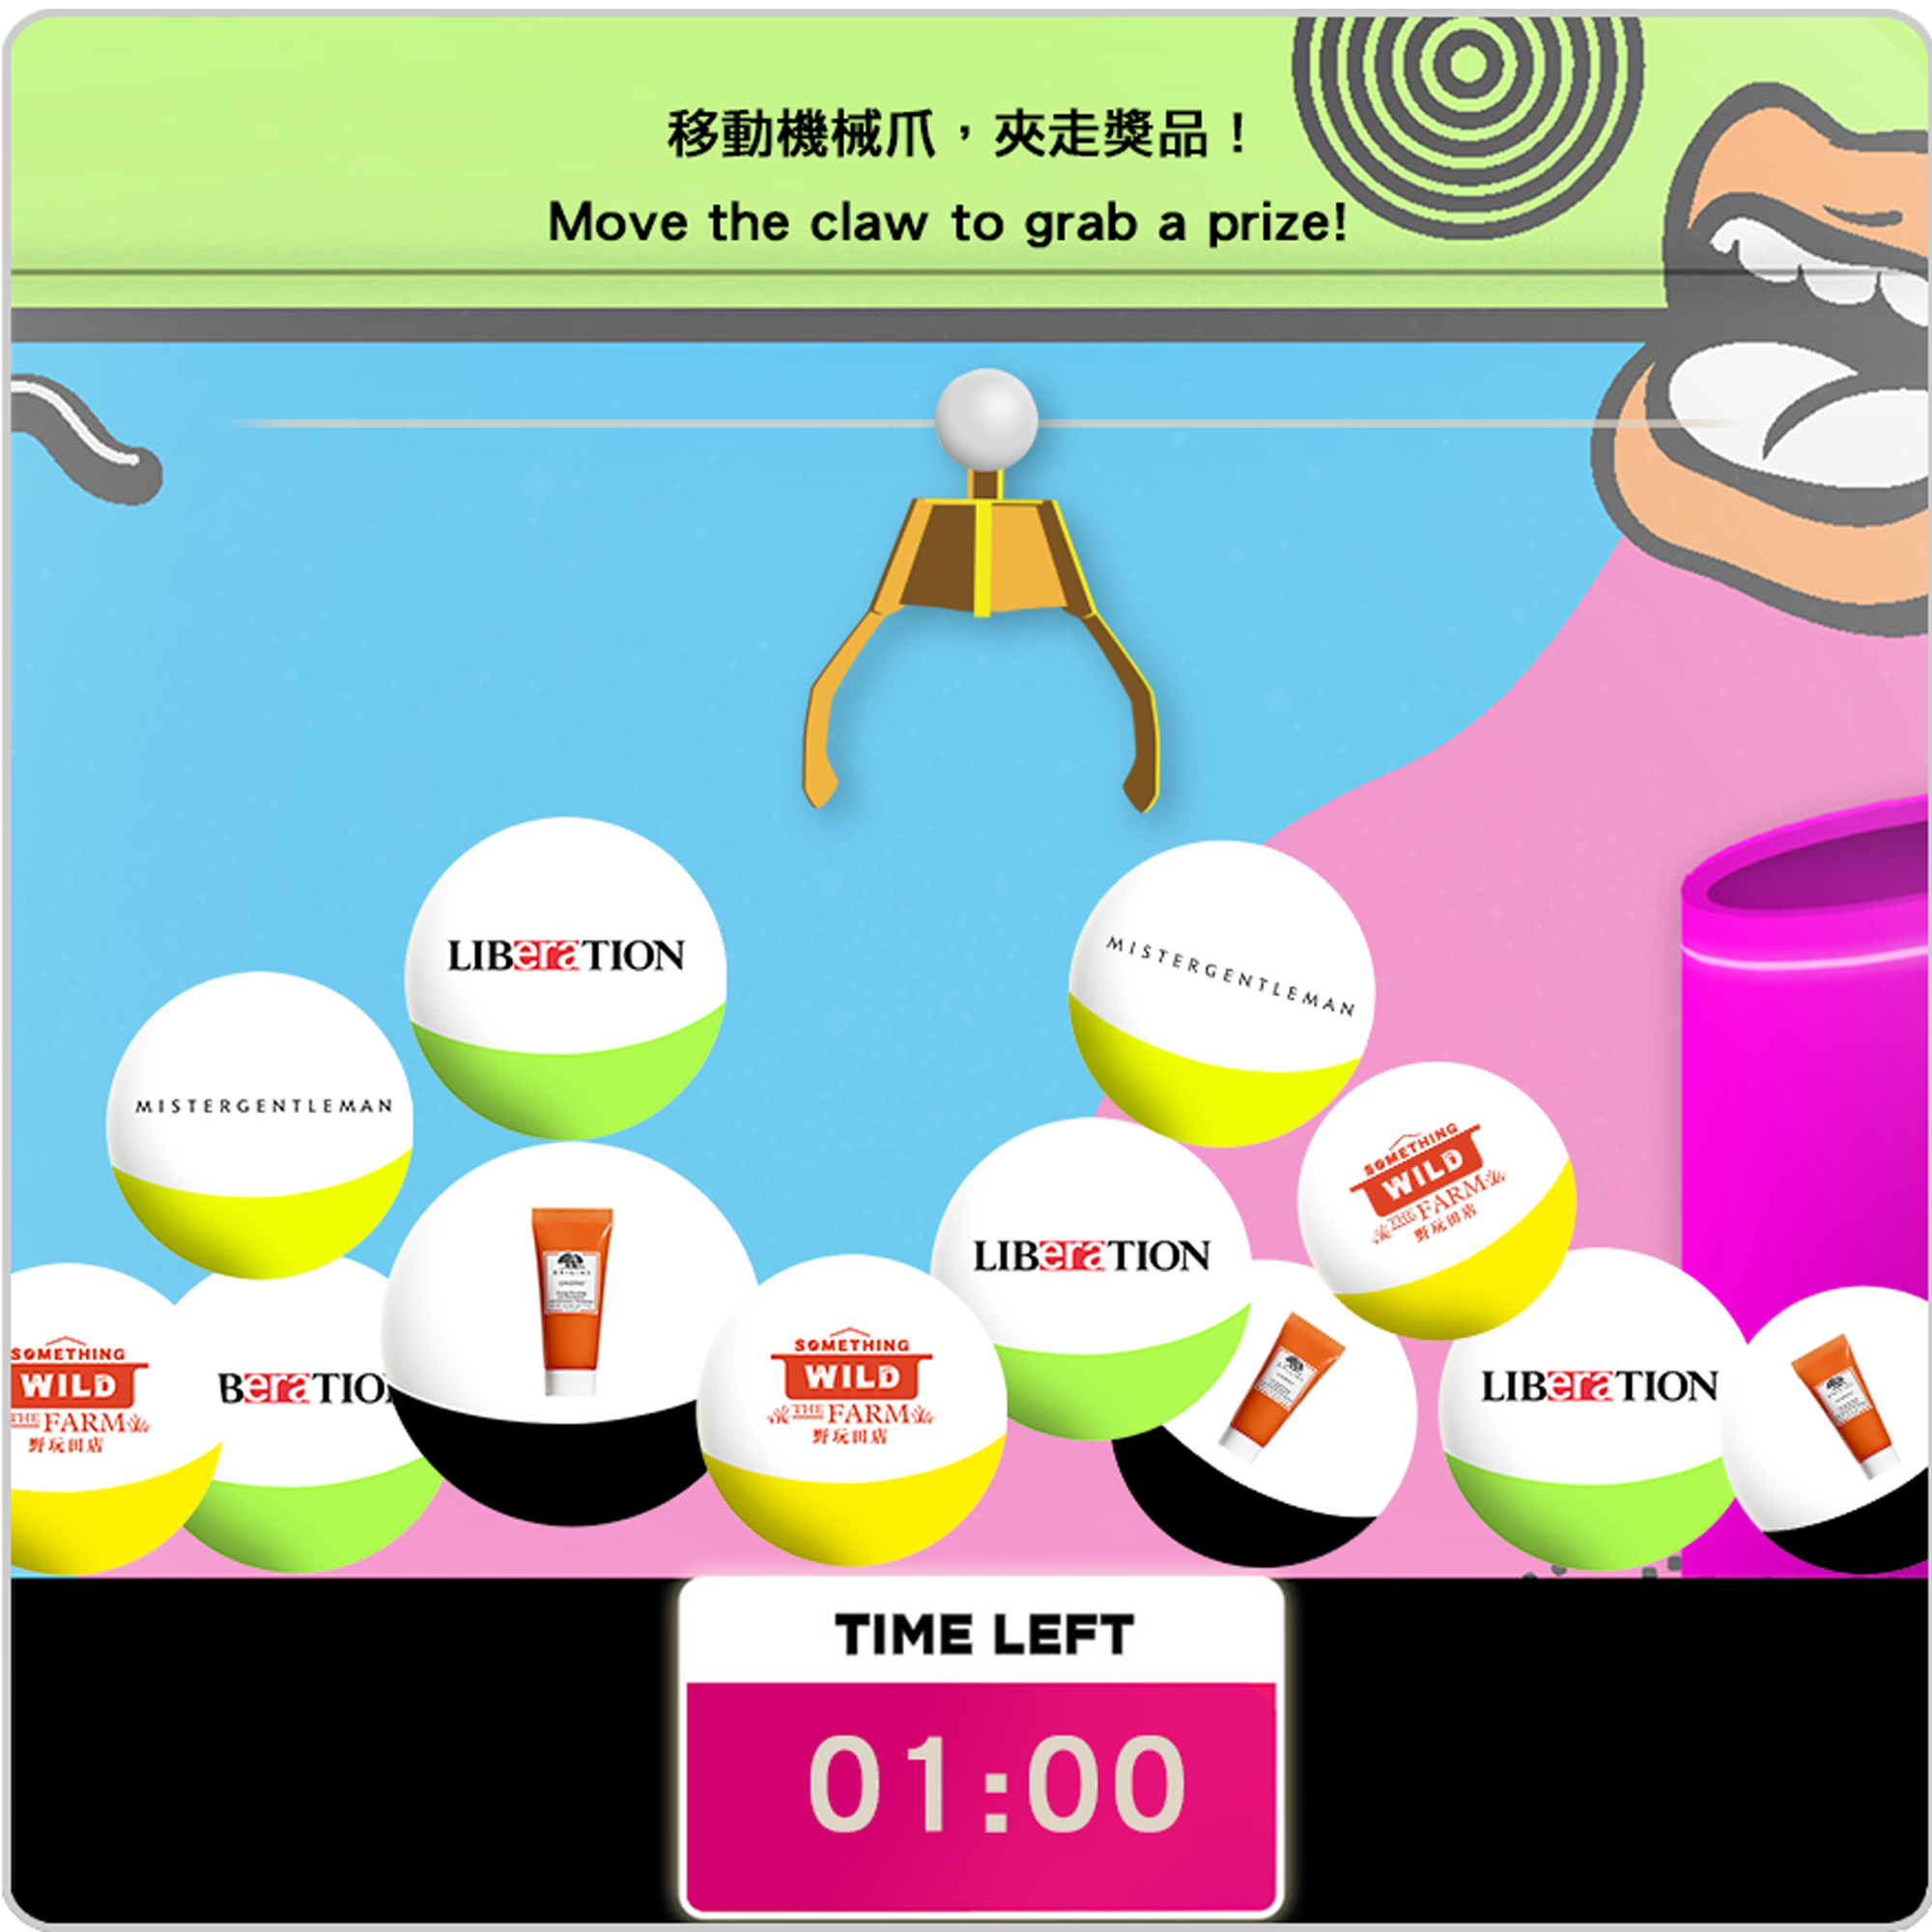 移動機械爪，夾走獎品！
Move the claw to grab a prize!
LIBeraTION
MISTERGENTLEMAN
MISTERGENTLEMAN
SOMETHING
WILD
THE FARM
野玩田店
LIBeraTION
ORIGINS
SOMETHING
WILD
THE FARM
野玩田店
BeraTIO
SOMETHING
WILD
THE FARM
野玩田店
LIBeraTION
TIME LEFT
01:00